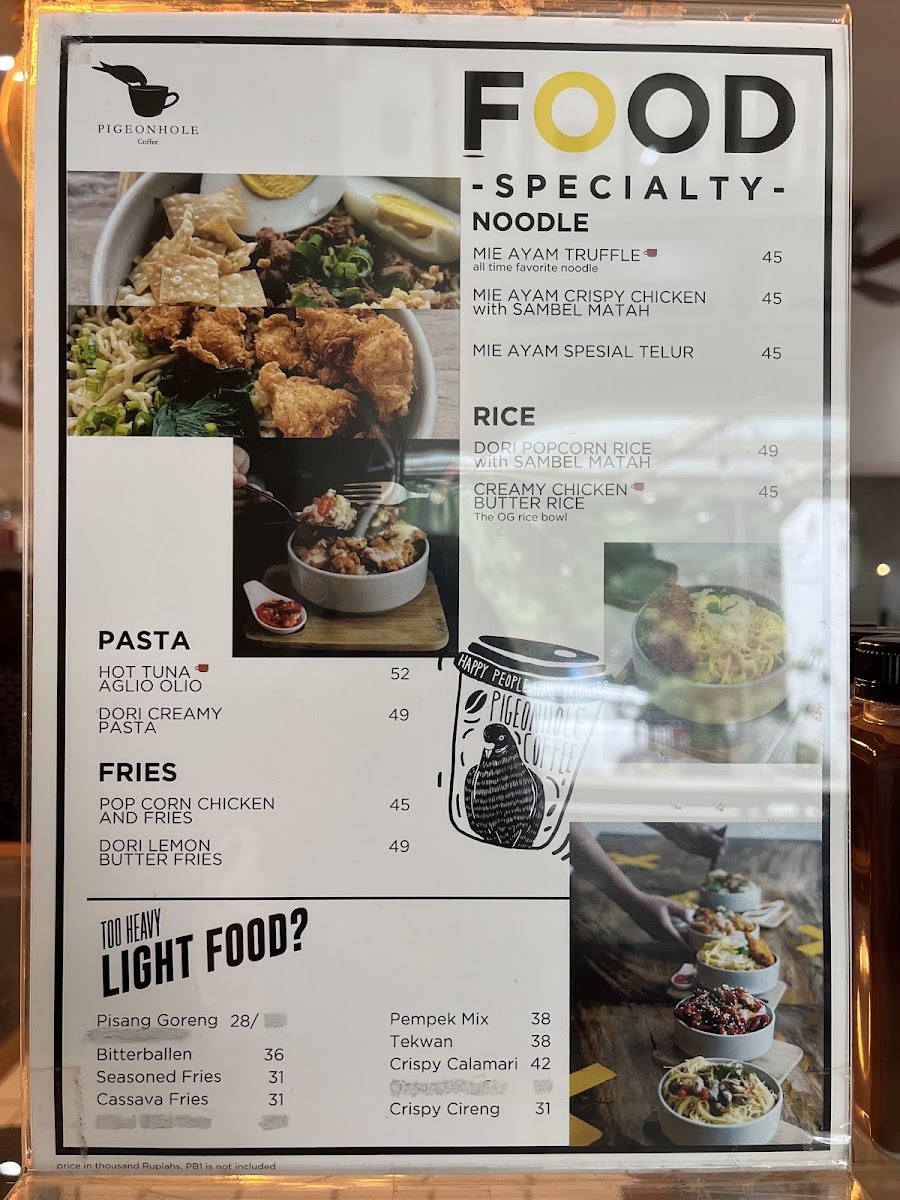 PIGEONHOLE
Coffee
FOOD
-SPECIALTY-
NOODLE
MIE AYAM TRUFFLE 45
all time favorite noodle
MIE AYAM CRISPY CHICKEN 45
with SAMBEL MATAH
MIE AYAM SPESIAL TELUR 45
RICE
DORI POPCORN RICE 49
with SAMBEL MATAH
CREAMY CHICKEN 45
BUTTER RICE
The OG rice bowl
PASTA
HOT TUNA 52
AGLIO OLIO
DORI CREAMY 49
PASTA
FRIES
POP CORN CHICKEN 45
AND FRIES
DORI LEMON 49
BUTTER FRIES
HAPPY PEOPLE
PIGEONHOLE
COFFEE
TOO HEAVY
LIGHT FOOD?
Pisang Goreng 28/
Bitterballen 36
Seasoned Fries 31
Cassava Fries 31
Pempek Mix 38
Tekwan 38
Crispy Calamari 42
Crispy Cireng 31
price in thousand Rupiahs, PB1 is not included